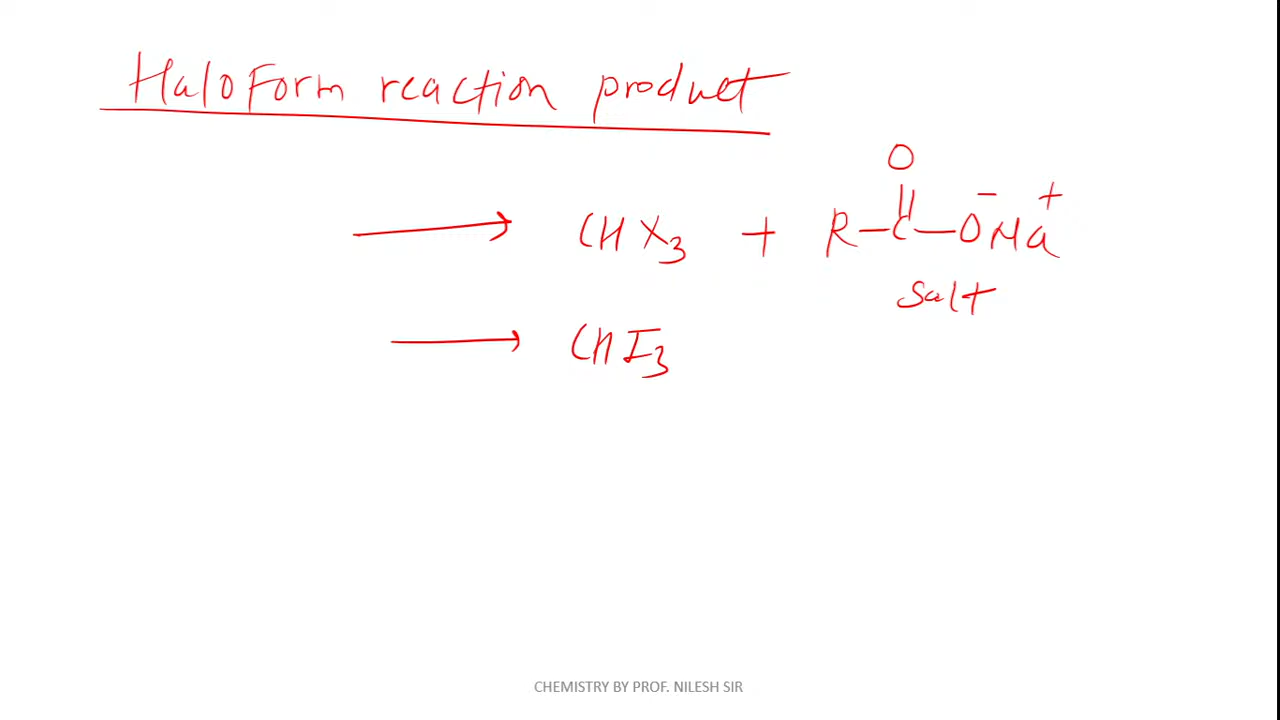 HaloForm reaction product
⟶ CHX3 + R-C(=O)-O⁻Na⁺
salt
⟶ CHI3
CHEMISTRY BY PROF. NILESH SIR